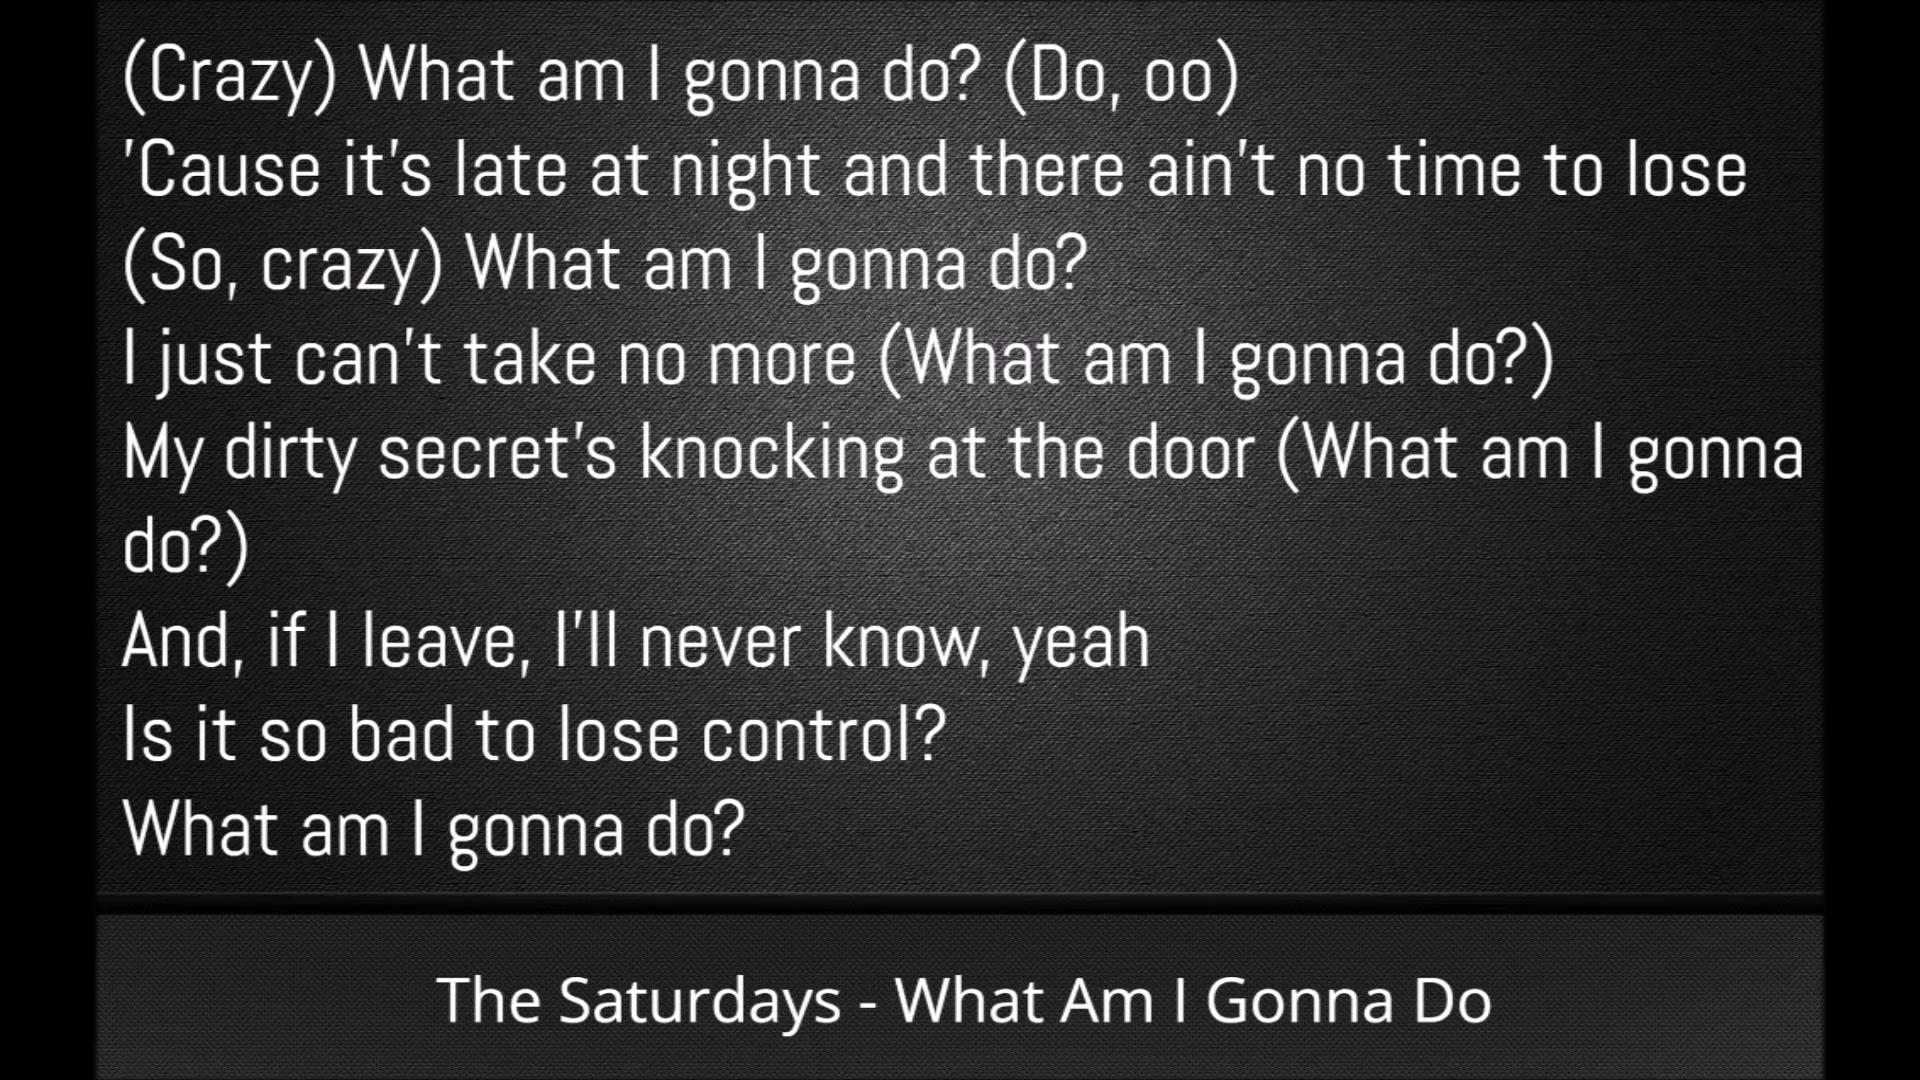 (Crazy) What am I gonna do? (Do, oo)
'Cause it's late at night and there ain't no time to lose
(So, crazy) What am I gonna do?
I just can't take no more (What am I gonna do?)
My dirty secret's knocking at the door (What am I gonna
do?)
And, if I leave, I'll never know, yeah
Is it so bad to lose control?
What am I gonna do?
The Saturdays - What Am I Gonna Do